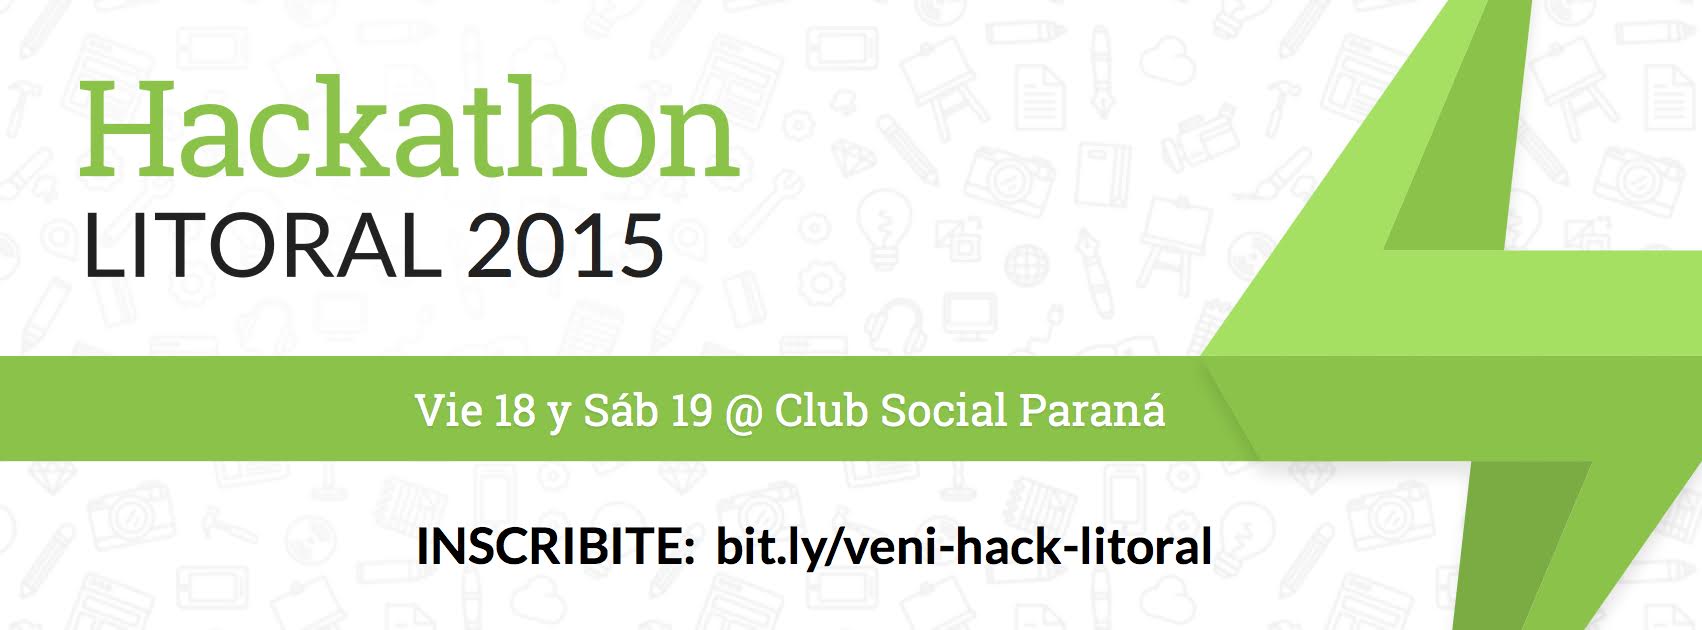 Hackathon
LITORAL 2015
Vie 18 y Sáb 19 @ Club Social Paraná
INSCRIBITE: bit.ly/veni-hack-litoral